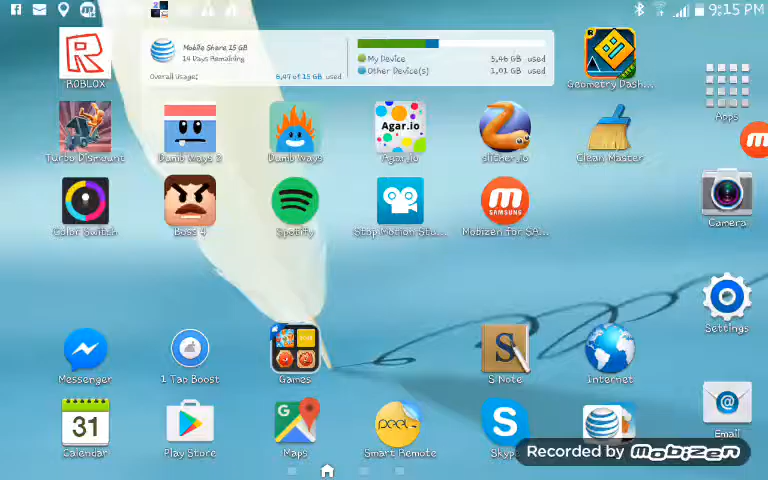 9:15 PM
Mobile Share 15 GB
14 Days Remaining
Overall Usage: 6.47 of 15 GB used
My Device 5.46 GB used
Other Device(s) 1.01 GB used
ROBLOX
Geometry Dash...
Apps
Turbo Dismount
2
Dumb Ways 2
Dumb Ways
Agar.io
Agar.io
slither.io
Clean Master
Color Switch
Boss 4
Spotify
Stop Motion Stu...
SAMSUNG
Mobizen for SA...
Camera
Settings
Messenger
1 Tap Boost
Games
S
S Note
Internet
31
Calendar
Play Store
G
Maps
peel
Smart Remote
S
Skype
AT&T
@
Email
Recorded by Mobizen